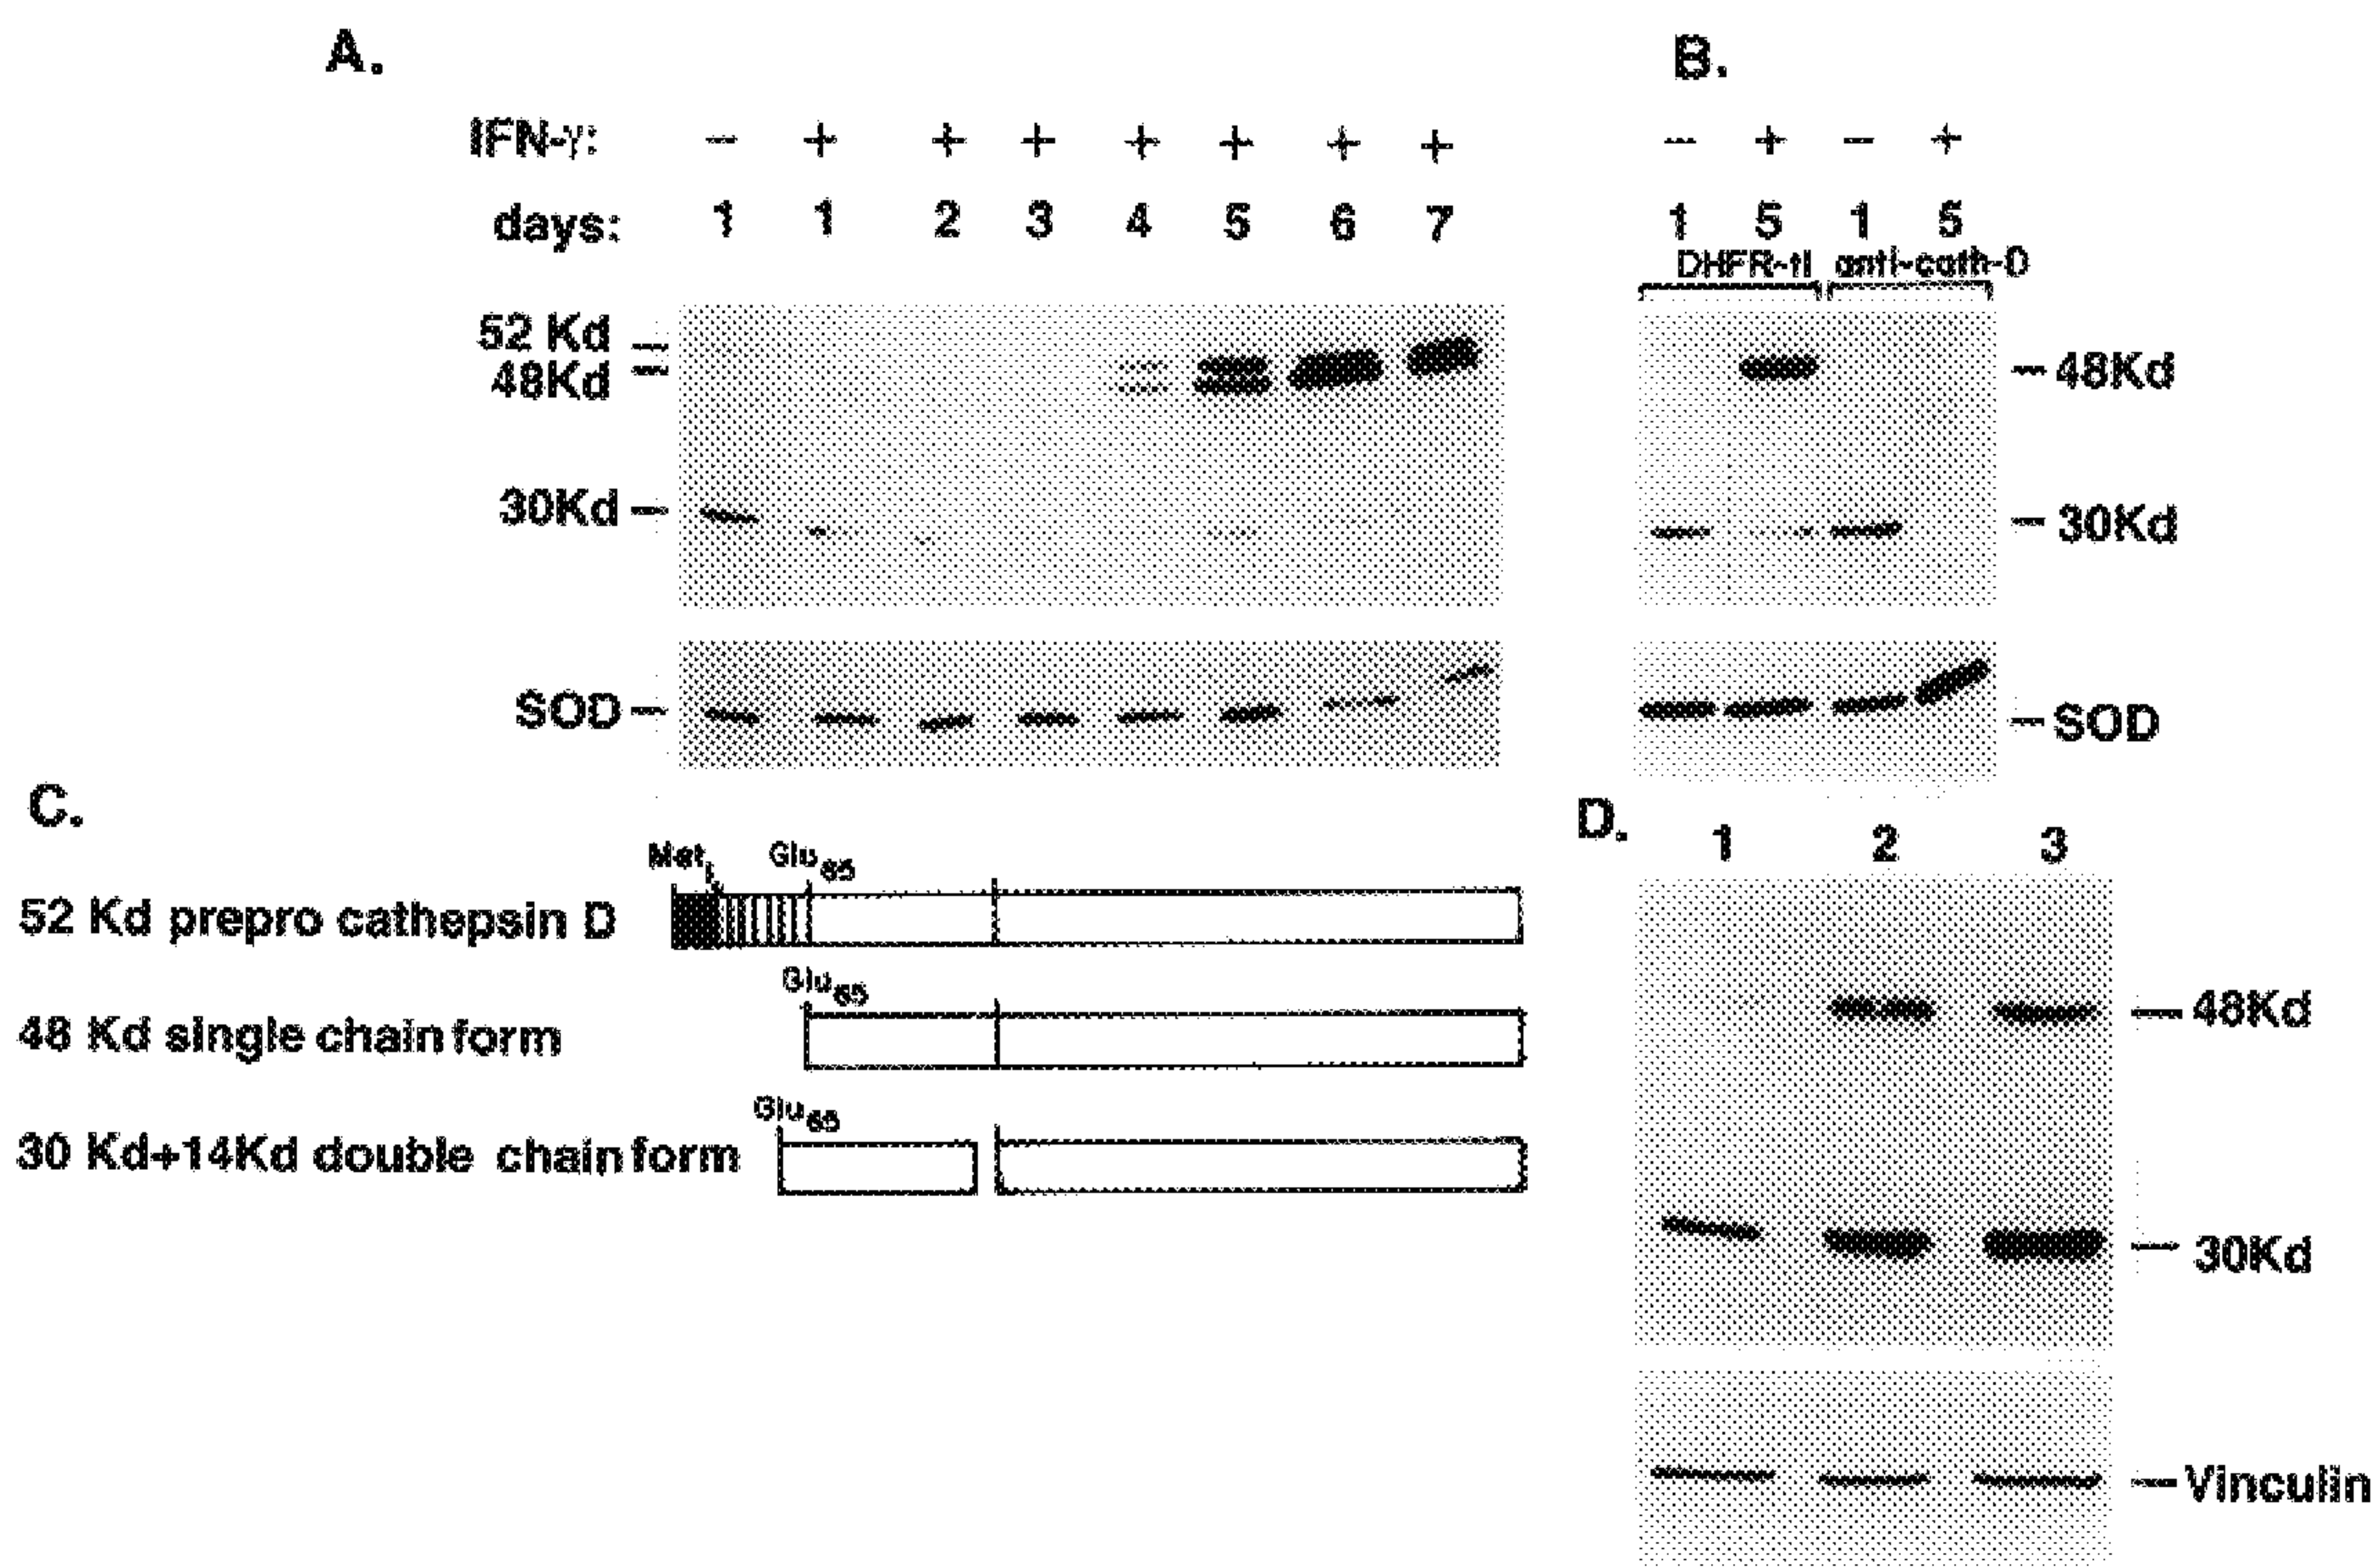 A.
IFN-γ: – + + + + + + +
days: 1 1 2 3 4 5 6 7
52 Kd
48Kd
30Kd
SOD
B.
– + – +
1 5 1 5
DHFR-tl anti-cath-D
48Kd
30Kd
SOD
C.
Met1 Glu65
52 Kd prepro cathepsin D
Glu65
48 Kd single chain form
Glu65
30 Kd+14Kd double chain form
D.
1 2 3
48Kd
30Kd
Vinculin